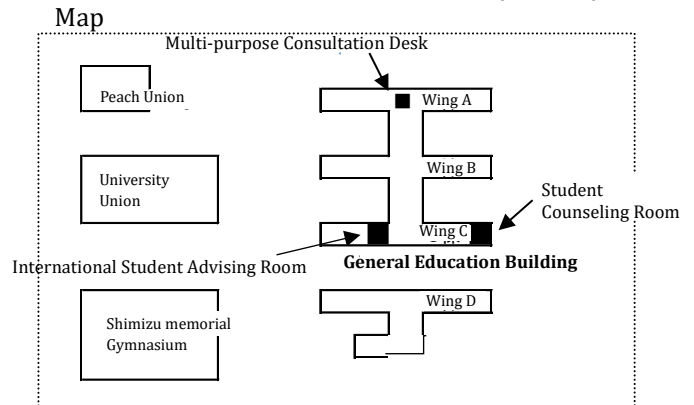 Map
Multi-purpose Consultation Desk
Peach Union
Wing A
University
Union
Wing B
Student
Counseling Room
Wing C
International Student Advising Room
General Education Building
Wing D
Shimizu memorial
Gymnasium